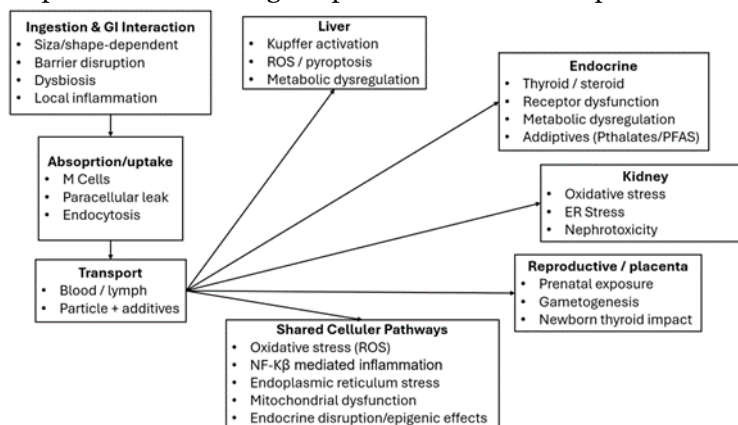 Ingestion & GI Interaction
• Siza/shape-dependent
• Barrier disruption
• Dysbiosis
• Local inflammation
Absoprtion/uptake
• M Cells
• Paracellular leak
• Endocytosis
Transport
• Blood / lymph
• Particle + additives
Liver
• Kupffer activation
• ROS / pyroptosis
• Metabolic dysregulation
Endocrine
• Thyroid / steroid
• Receptor dysfunction
• Metabolic dysregulation
• Addiptives (Pthalates/PFAS)
Kidney
• Oxidative stress
• ER Stress
• Nephrotoxicity
Reproductive / placenta
• Prenatal exposure
• Gametogenesis
• Newborn thyroid impact
Shared Celluler Pathways
• Oxidative stress (ROS)
• NF-Kβ mediated inflammation
• Endoplasmic reticulum stress
• Mitochondrial dysfunction
• Endocrine disruption/epigenic effects